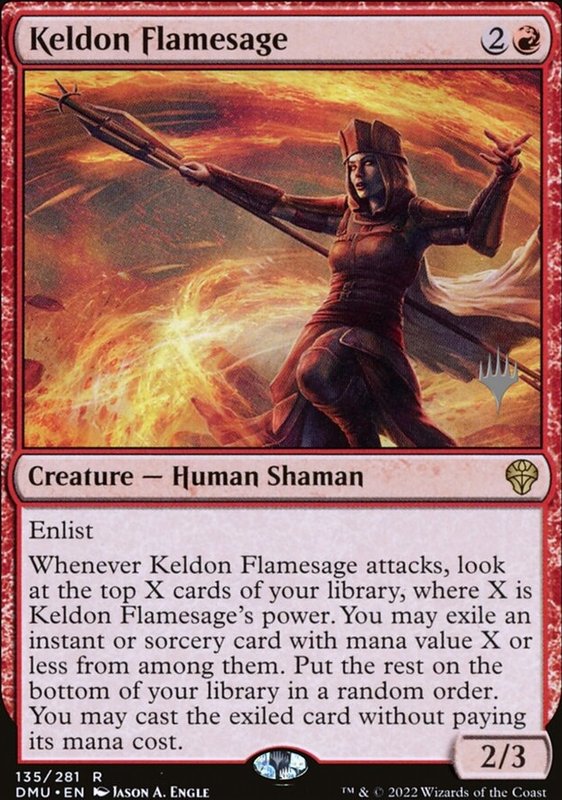 Keldon Flamesage 2
Creature — Human Shaman
Enlist
Whenever Keldon Flamesage attacks, look
at the top X cards of your library, where X is
Keldon Flamesage's power. You may exile an
instant or sorcery card with mana value X or
less from among them. Put the rest on the
bottom of your library in a random order.
You may cast the exiled card without paying
its mana cost.
2/3
135/281 R
DMU • EN Jason A. Engle
™ & © 2022 Wizards of the Coast